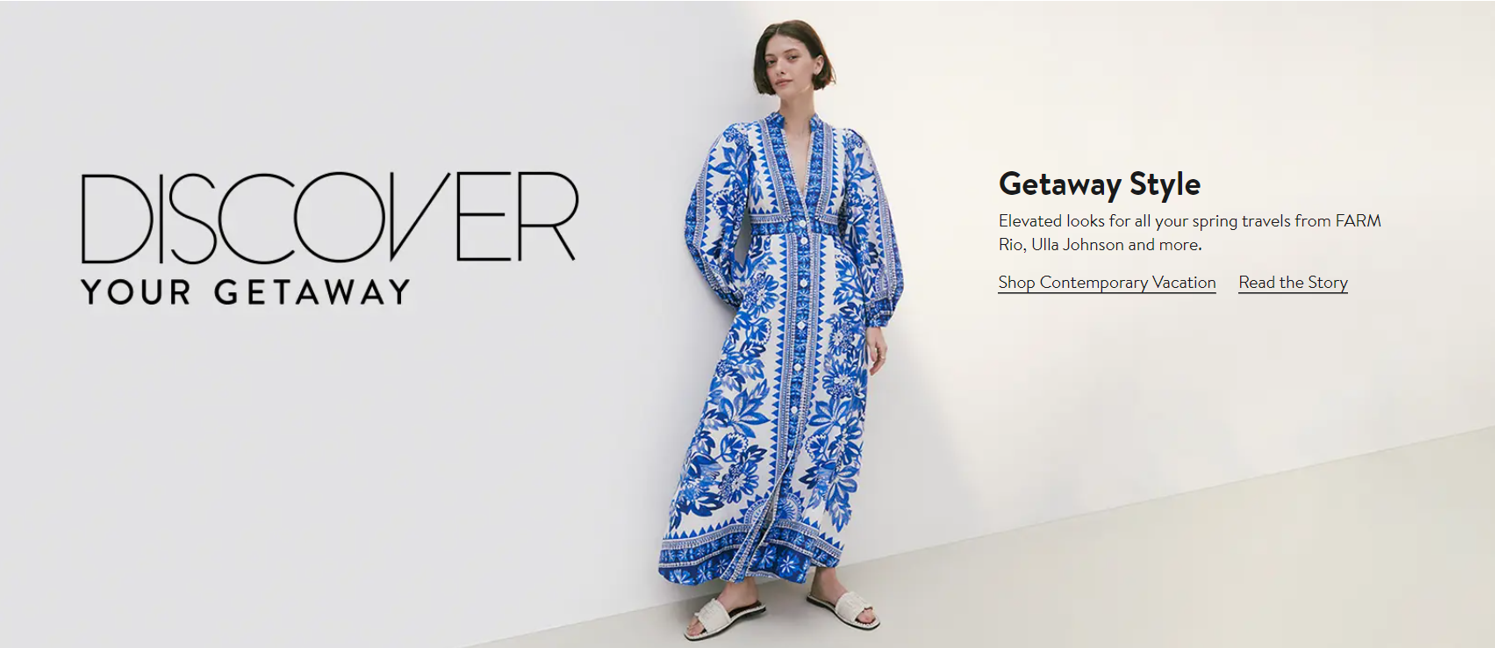 DISCOVER
YOUR GETAWAY
Getaway Style
Elevated looks for all your spring travels from FARM
Rio, Ulla Johnson and more.
Shop Contemporary Vacation Read the Story